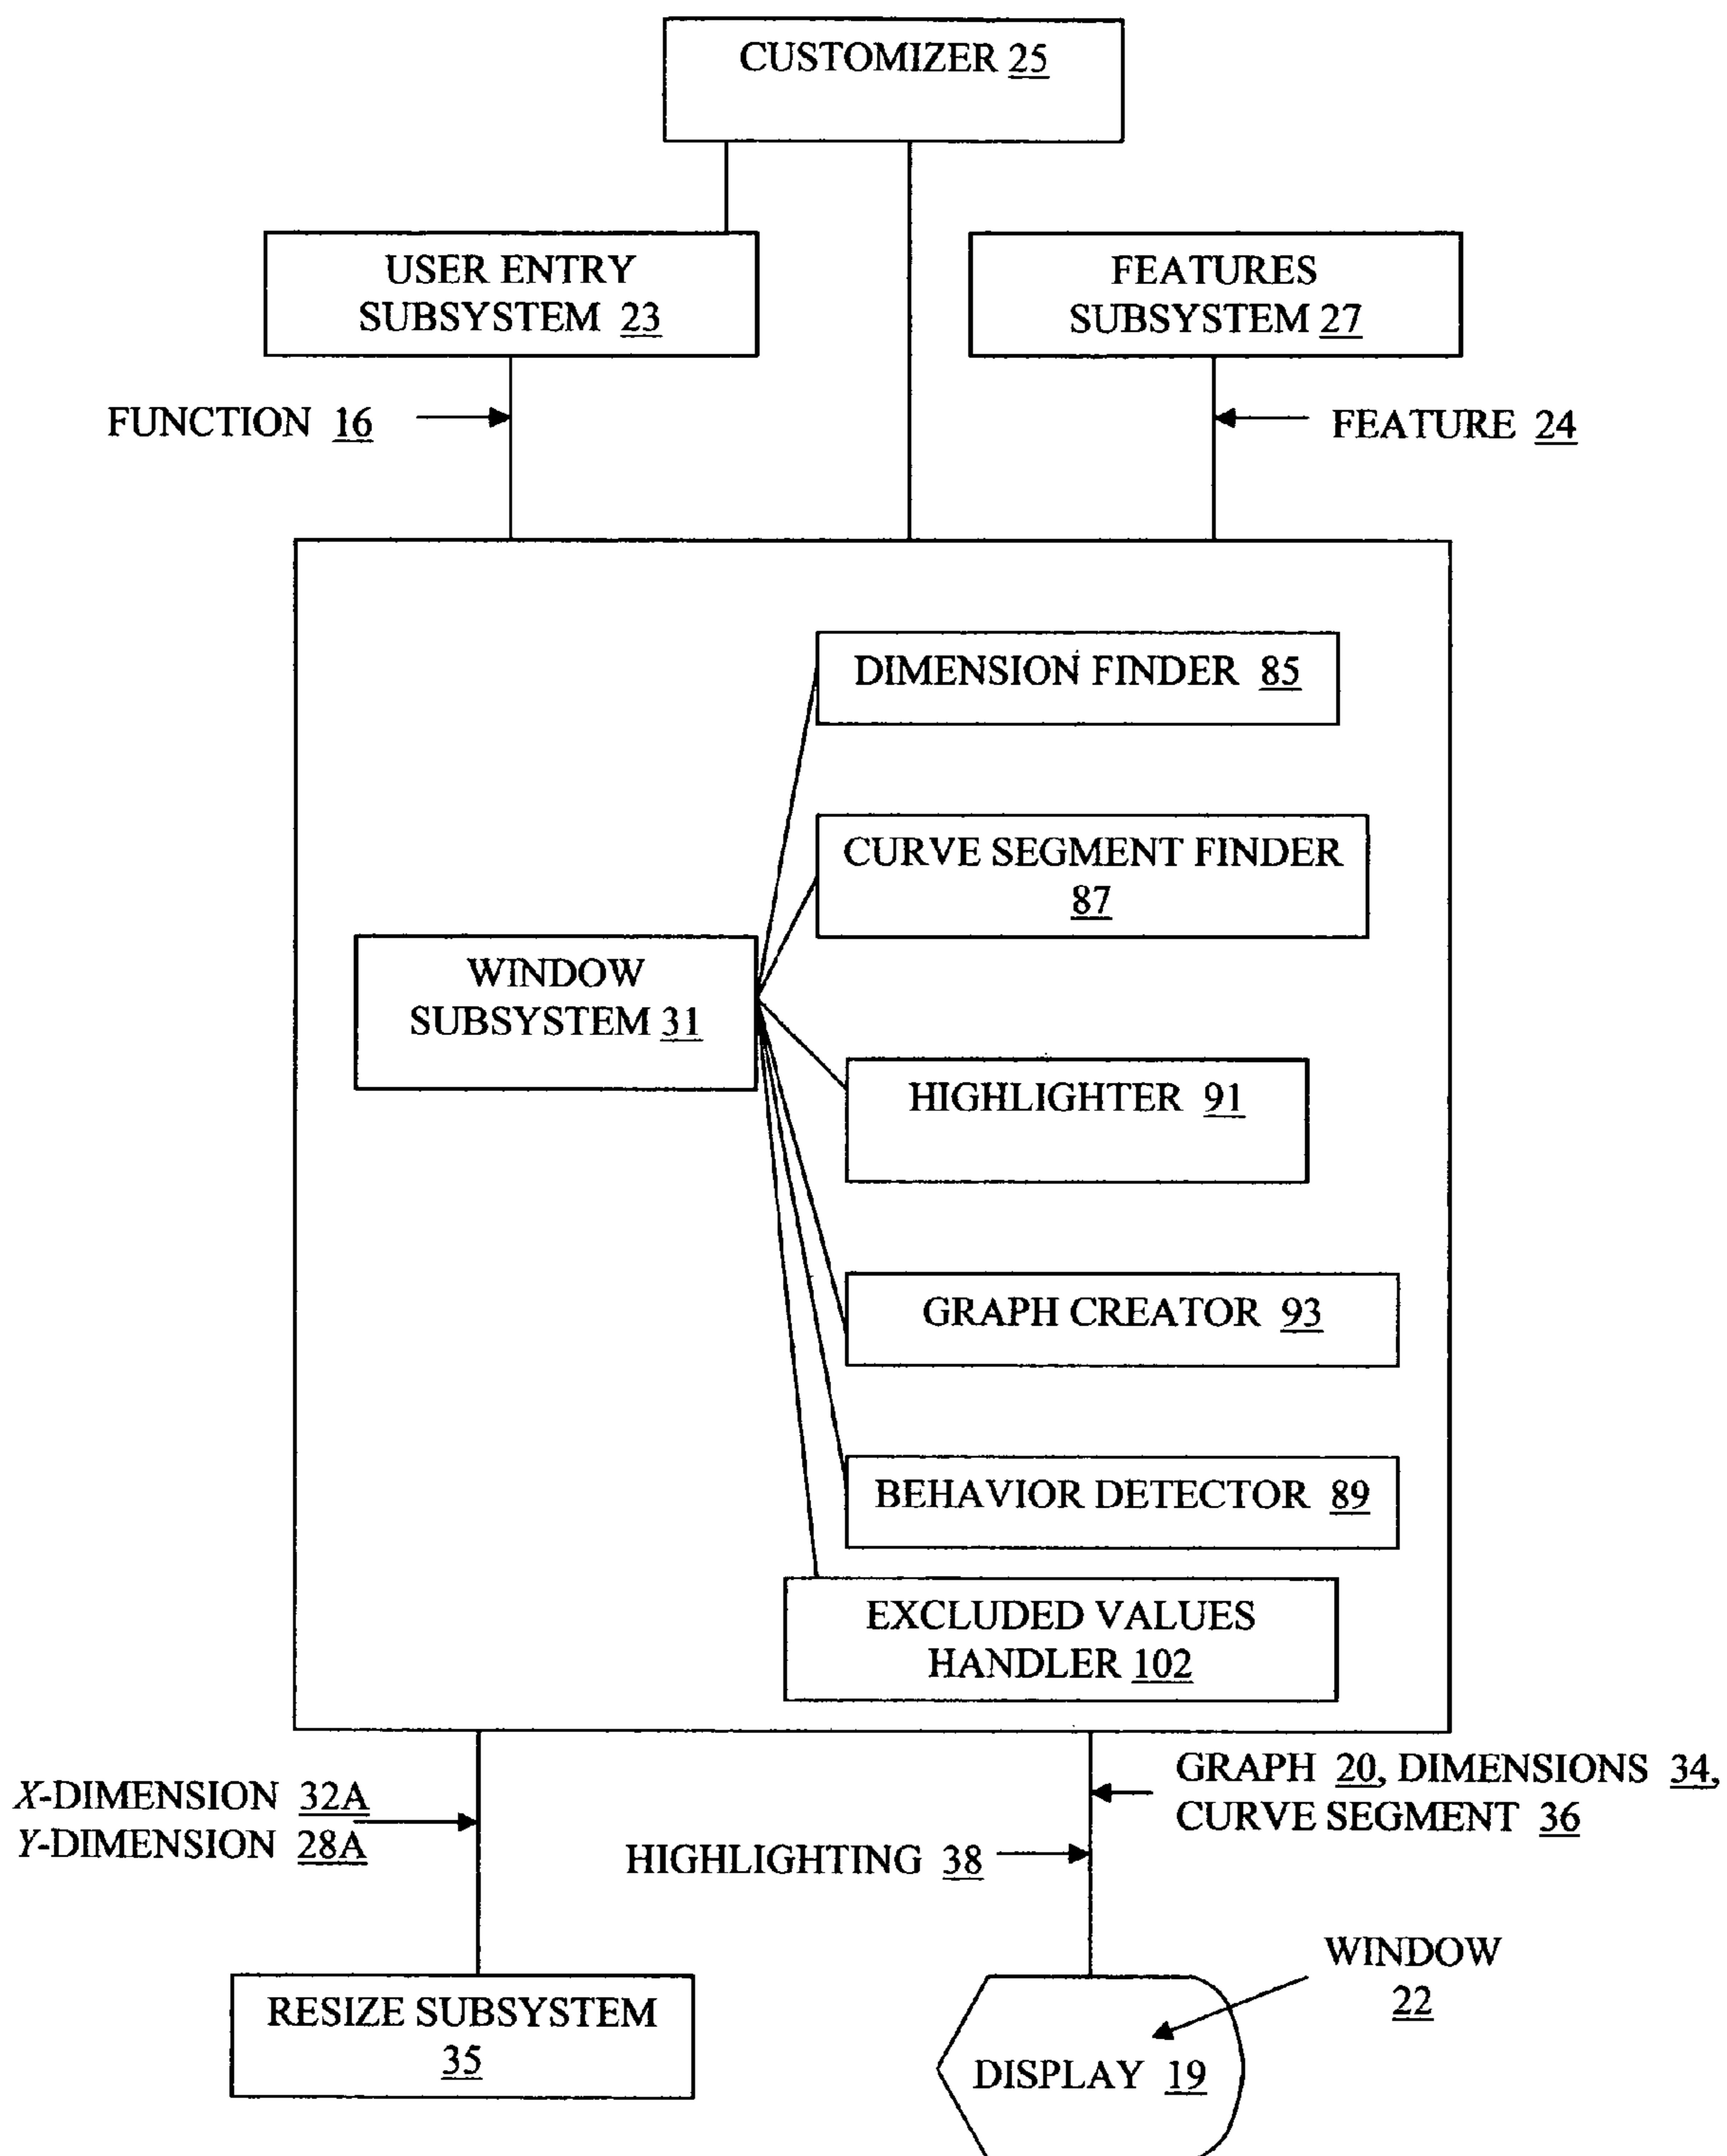 CUSTOMIZER 25
USER ENTRY
SUBSYSTEM 23
FEATURES
SUBSYSTEM 27
FUNCTION 16
FEATURE 24
DIMENSION FINDER 85
CURVE SEGMENT FINDER
87
WINDOW
SUBSYSTEM 31
HIGHLIGHTER 91
GRAPH CREATOR 93
BEHAVIOR DETECTOR 89
EXCLUDED VALUES
HANDLER 102
X-DIMENSION 32A
Y-DIMENSION 28A
GRAPH 20, DIMENSIONS 34,
CURVE SEGMENT 36
HIGHLIGHTING 38
WINDOW
22
RESIZE SUBSYSTEM
35
DISPLAY 19